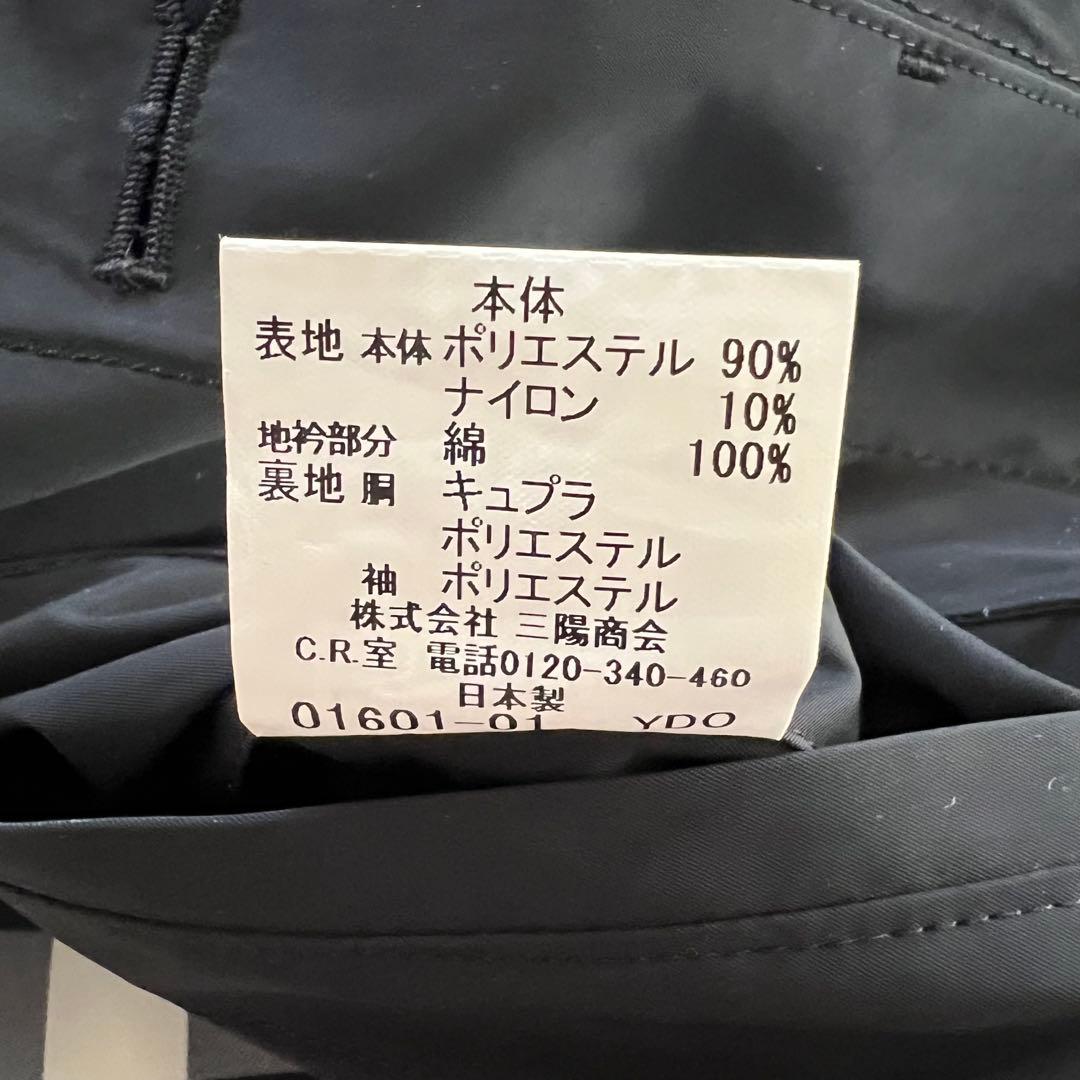 本体
表地 本体 ポリエステル 90%
ナイロン 10%
地衿部分 綿 100%
裏地 胴 キュプラ
ポリエステル
袖 ポリエステル
株式会社 三陽商会
C.R.室 電話0120-340-460
日本製
01601-01 YDO